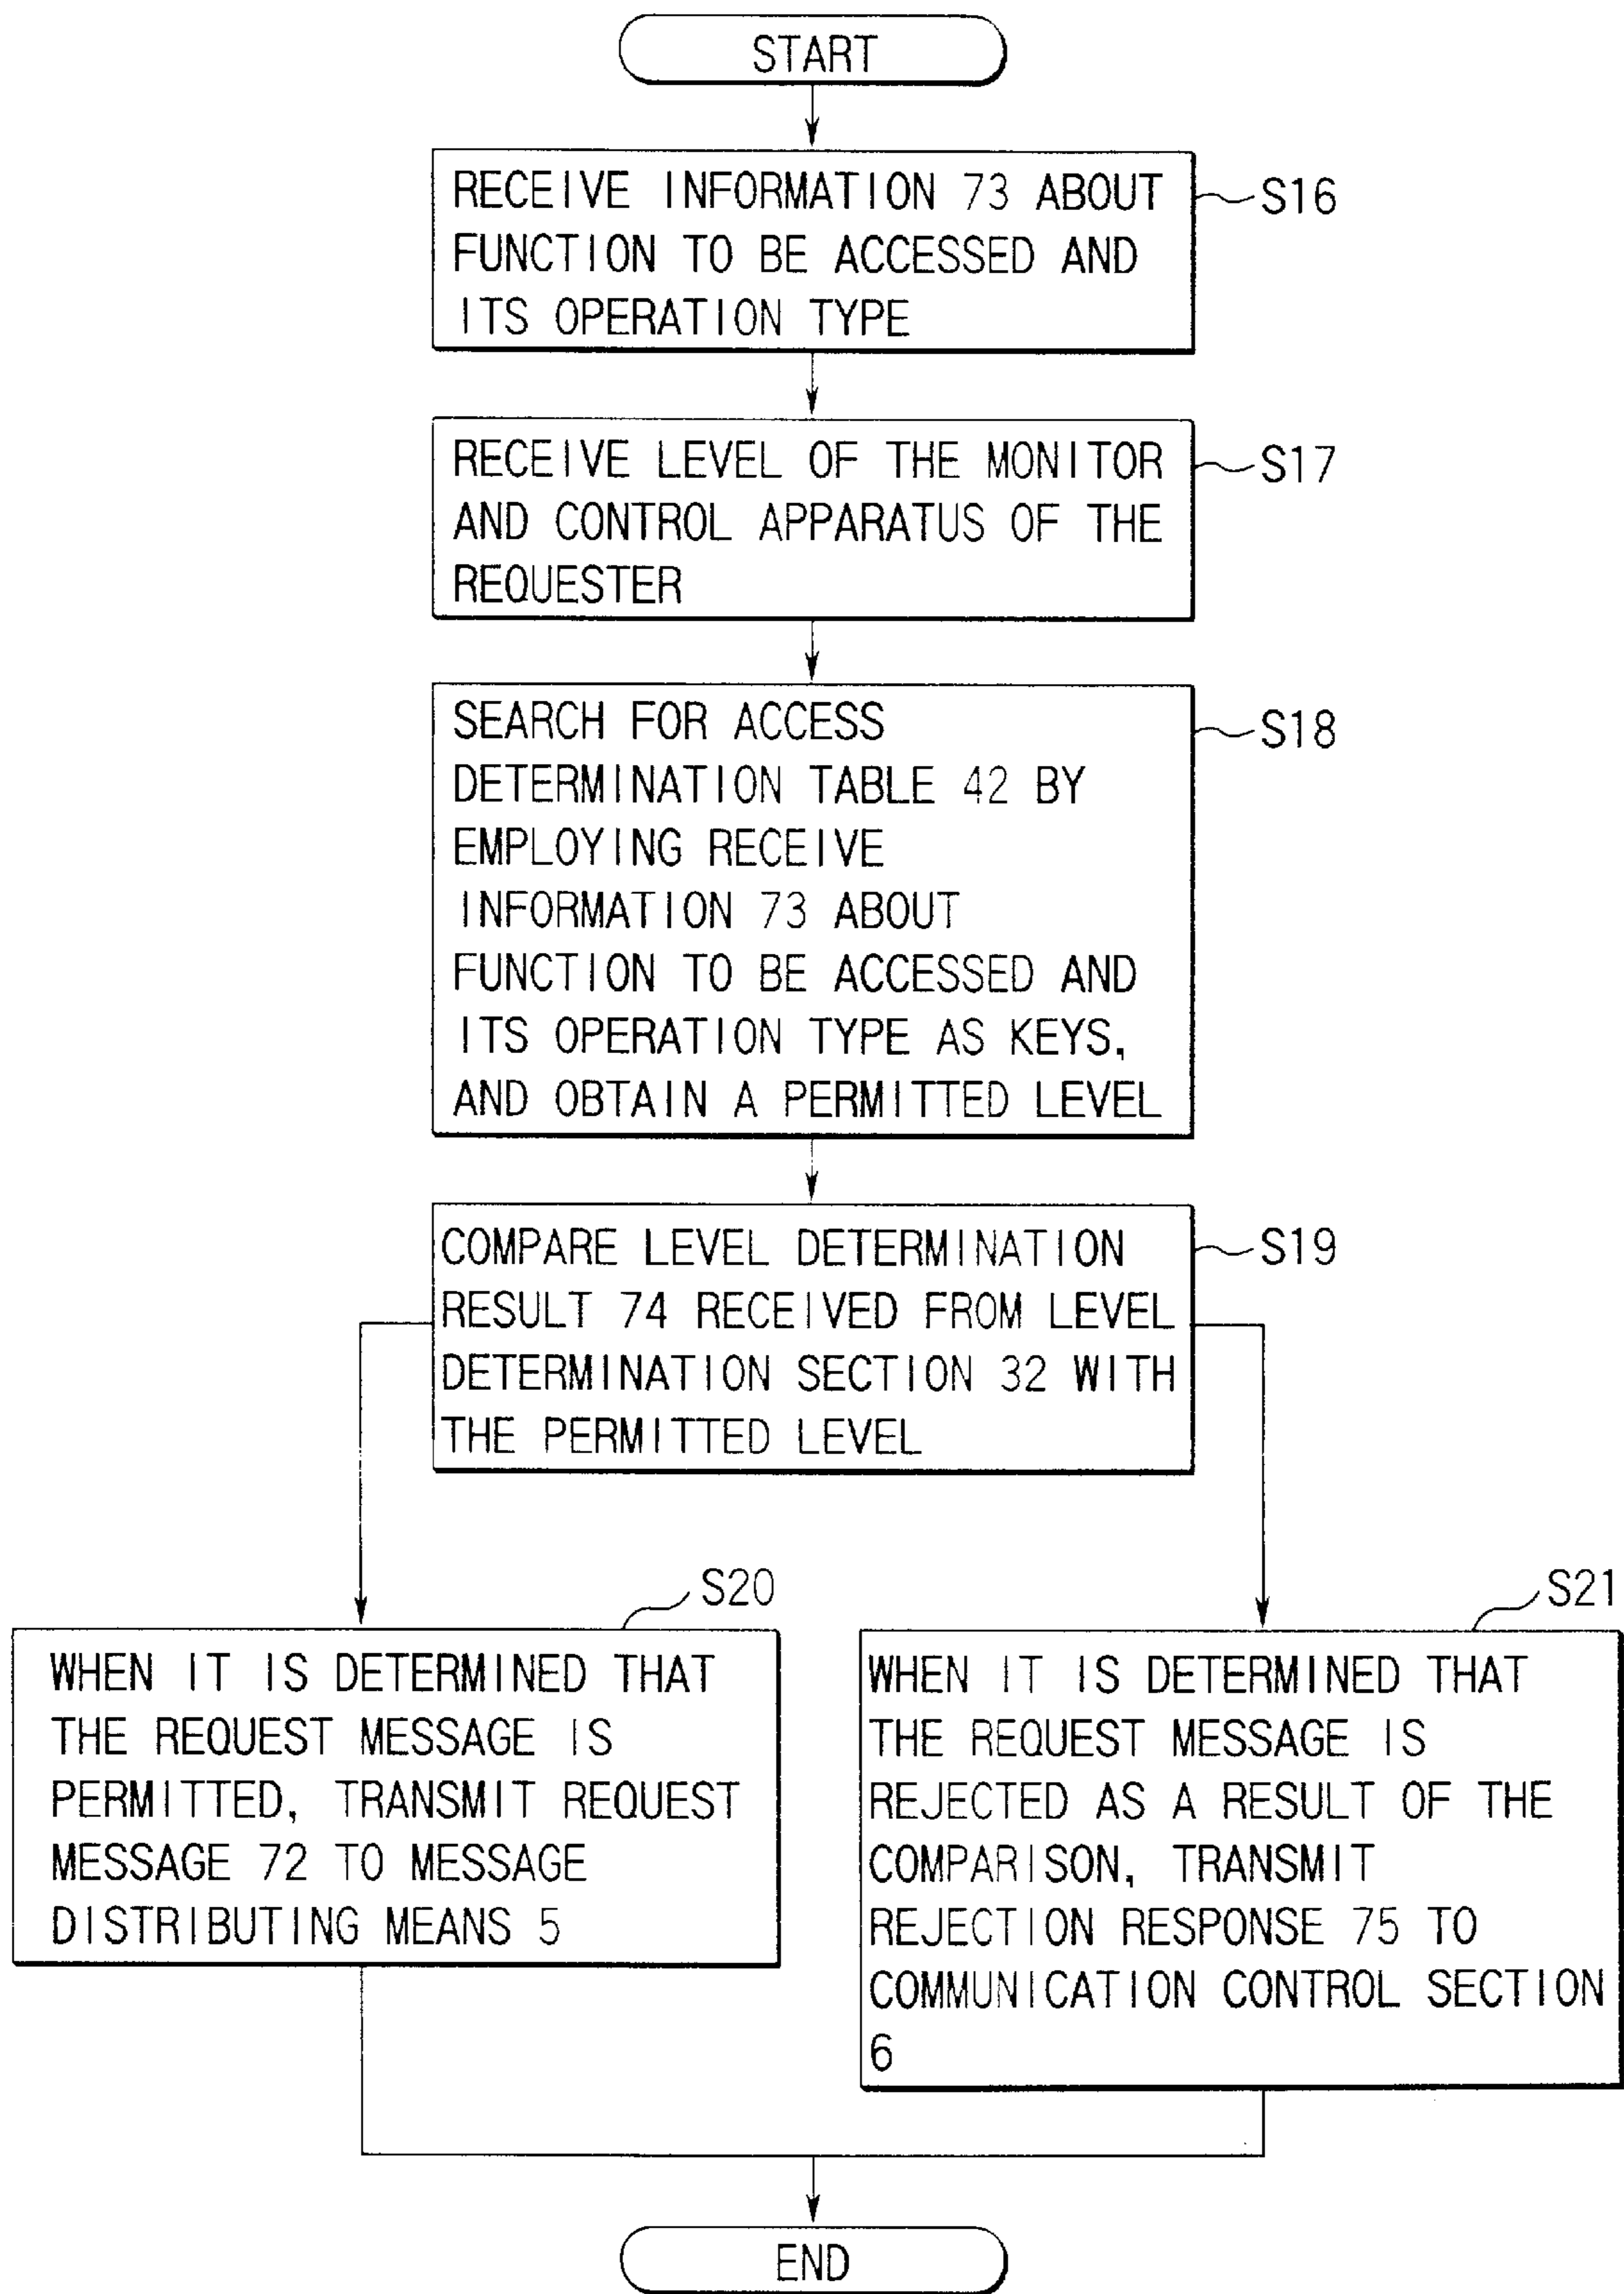 START
RECEIVE INFORMATION 73 ABOUT
FUNCTION TO BE ACCESSED AND
ITS OPERATION TYPE
S16
RECEIVE LEVEL OF THE MONITOR
AND CONTROL APPARATUS OF THE
REQUESTER
S17
SEARCH FOR ACCESS
DETERMINATION TABLE 42 BY
EMPLOYING RECEIVE
INFORMATION 73 ABOUT
FUNCTION TO BE ACCESSED AND
ITS OPERATION TYPE AS KEYS,
AND OBTAIN A PERMITTED LEVEL
S18
COMPARE LEVEL DETERMINATION
RESULT 74 RECEIVED FROM LEVEL
DETERMINATION SECTION 32 WITH
THE PERMITTED LEVEL
S19
S20
WHEN IT IS DETERMINED THAT
THE REQUEST MESSAGE IS
PERMITTED, TRANSMIT REQUEST
MESSAGE 72 TO MESSAGE
DISTRIBUTING MEANS 5
S21
WHEN IT IS DETERMINED THAT
THE REQUEST MESSAGE IS
REJECTED AS A RESULT OF THE
COMPARISON, TRANSMIT
REJECTION RESPONSE 75 TO
COMMUNICATION CONTROL SECTION
6
END